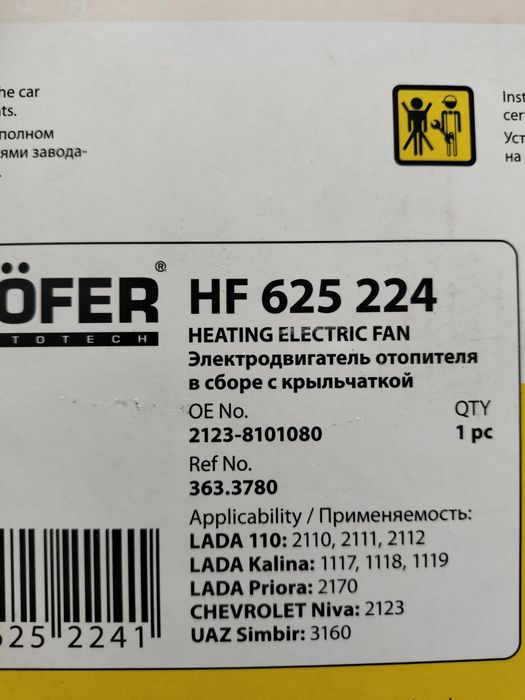 he car
ts.
полном
ями завода-
Inst
cer
Уст
на
ÖFER®
TOTECH
HF 625 224
HEATING ELECTRIC FAN
Электродвигатель отопителя
в сборе с крыльчаткой
OE No.
QTY
2123-8101080
1 pc
Ref No.
363.3780
Applicability / Применяемость:
LADA 110: 2110, 2111, 2112
LADA Kalina: 1117, 1118, 1119
LADA Priora: 2170
CHEVROLET Niva: 2123
UAZ Simbir: 3160
625 2241